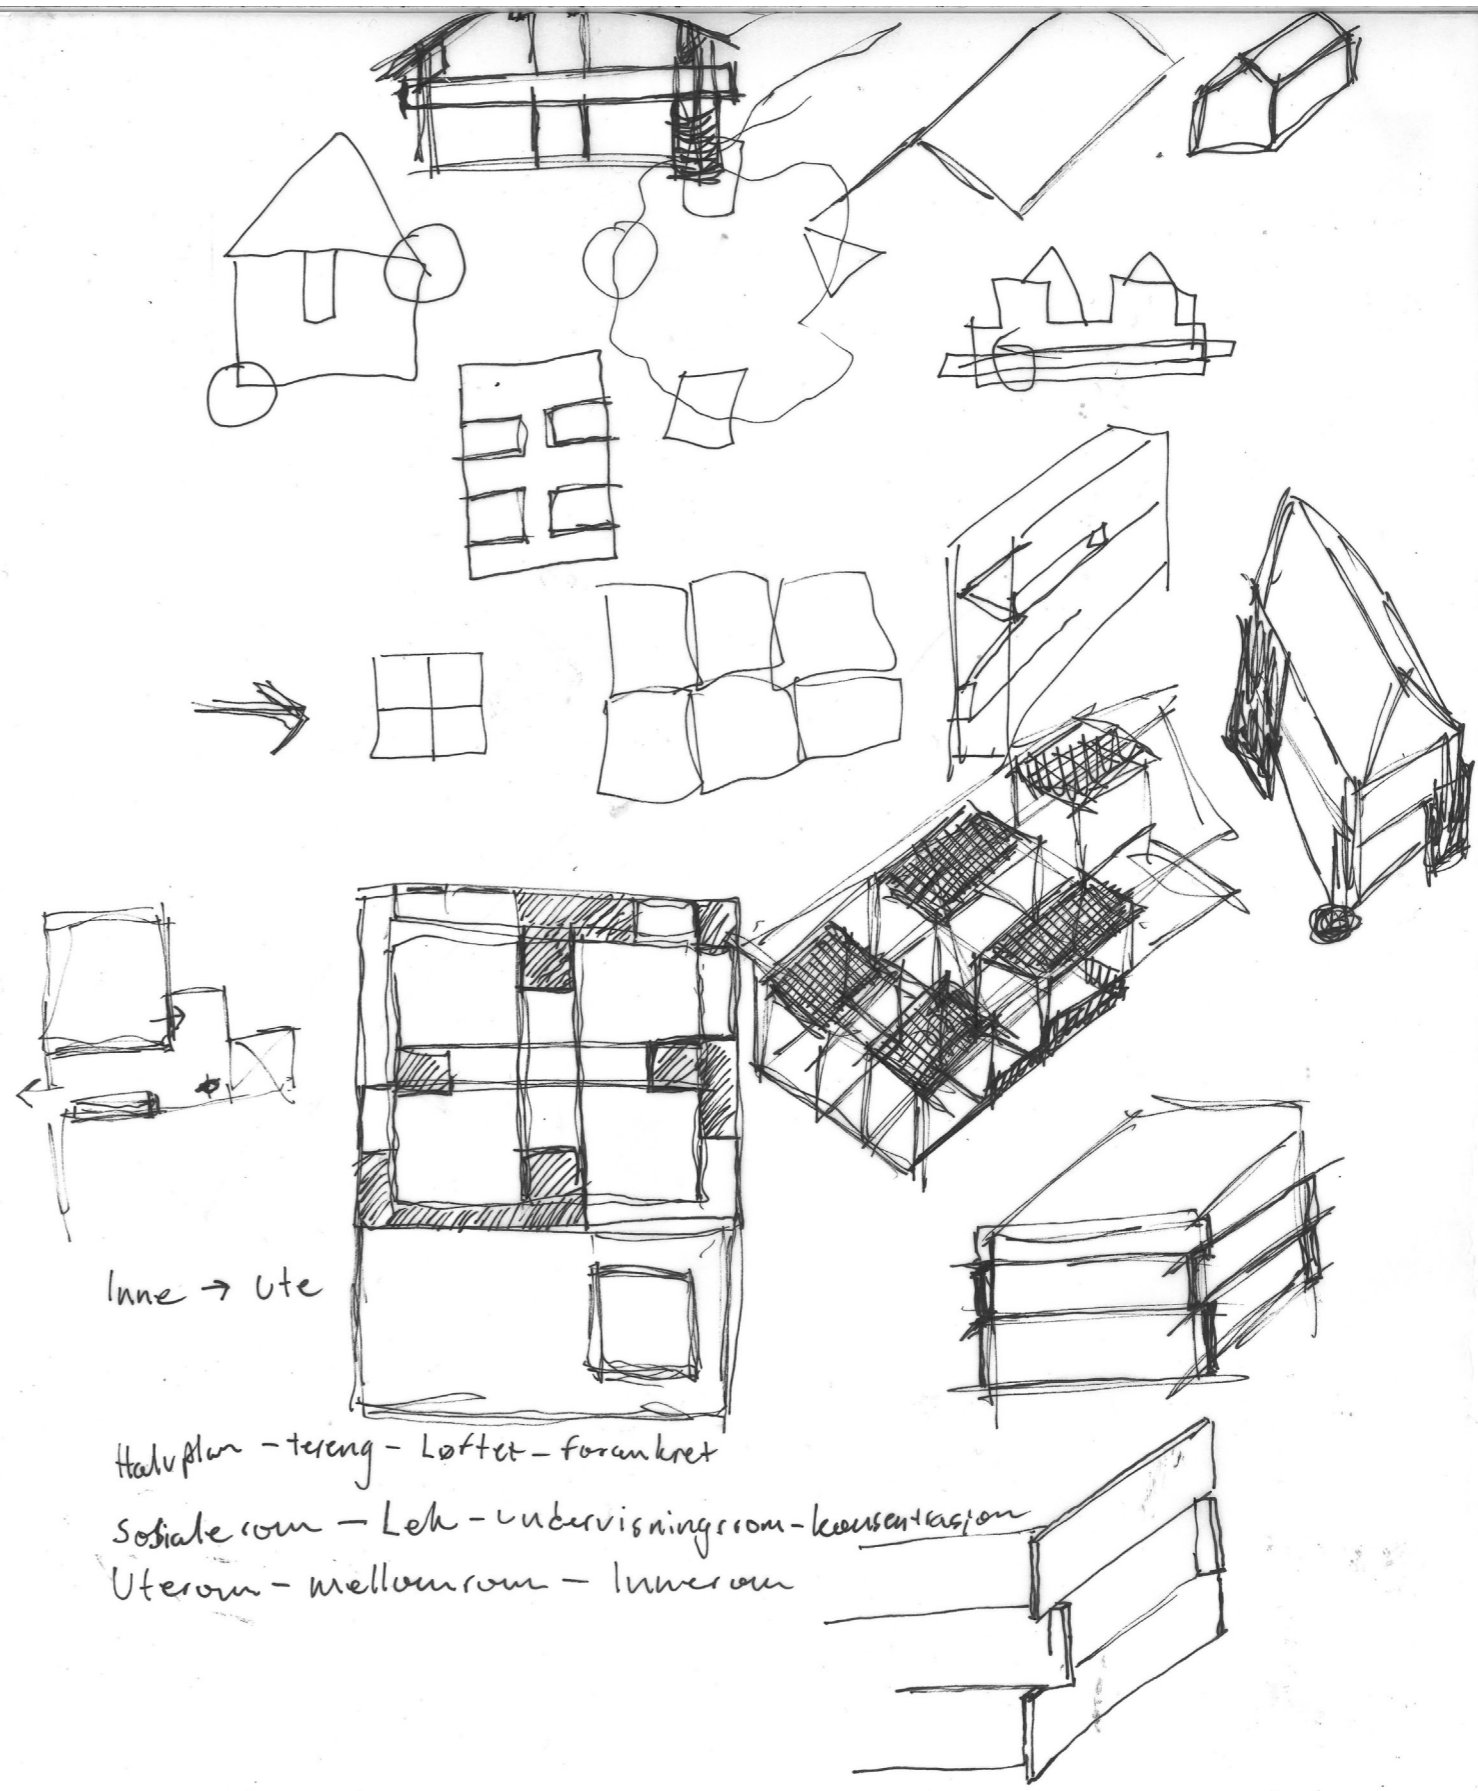 Inne → Ute
Halvplan - tereng - Løftet - forankret
Sosiale rom - Lek - undervisningsrom - konsentrasjon
Uterom - mellomrom - Innerom